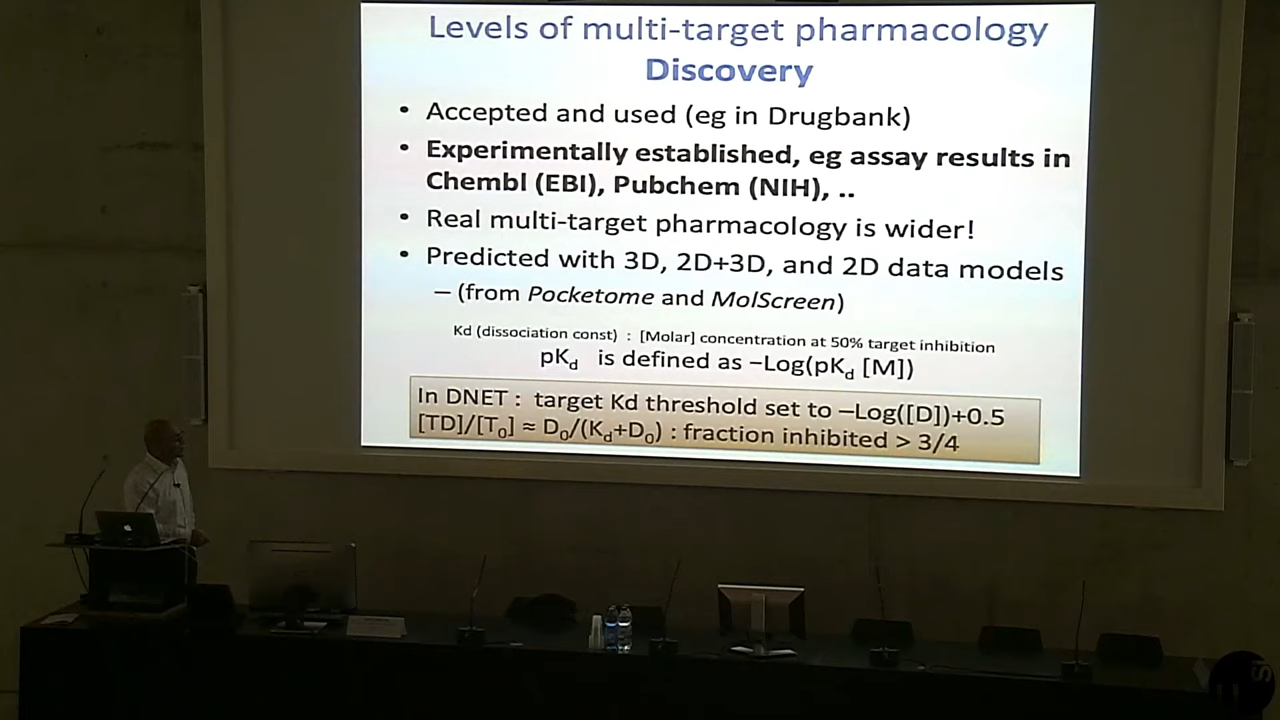 Levels of multi-target pharmacology
Discovery
• Accepted and used (eg in Drugbank)
• Experimentally established, eg assay results in
Chembl (EBI), Pubchem (NIH), ..
• Real multi-target pharmacology is wider!
• Predicted with 3D, 2D+3D, and 2D data models
– (from Pocketome and MolScreen)
Kd (dissociation const) : [Molar] concentration at 50% target inhibition
pKd is defined as –Log(pKd [M])
In DNET : target Kd threshold set to –Log([D])+0.5
[TD]/[T0] ≈ D0/(Kd+D0) : fraction inhibited > 3/4